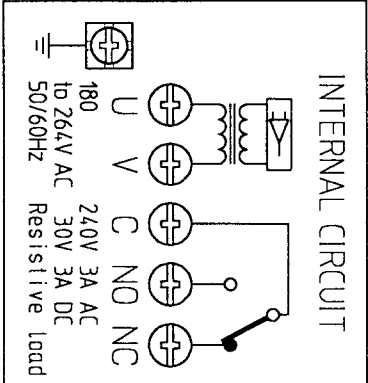 INTERNAL CIRCUIT
U
V
C
NO
NC
180
to 264V AC
50/60Hz
240V 3A AC
30V 3A DC
Resistive load